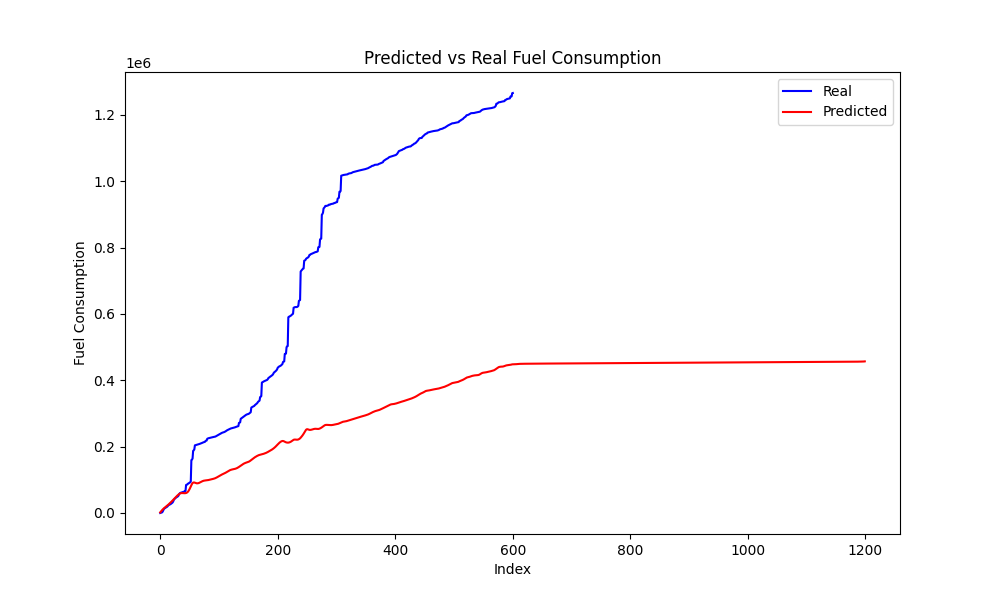 Predicted vs Real Fuel Consumption
1e6
Real
Predicted
1.2
1.0
0.8
0.6
0.4
0.2
0.0
Fuel Consumption
0 200 400 600 800 1000 1200
Index